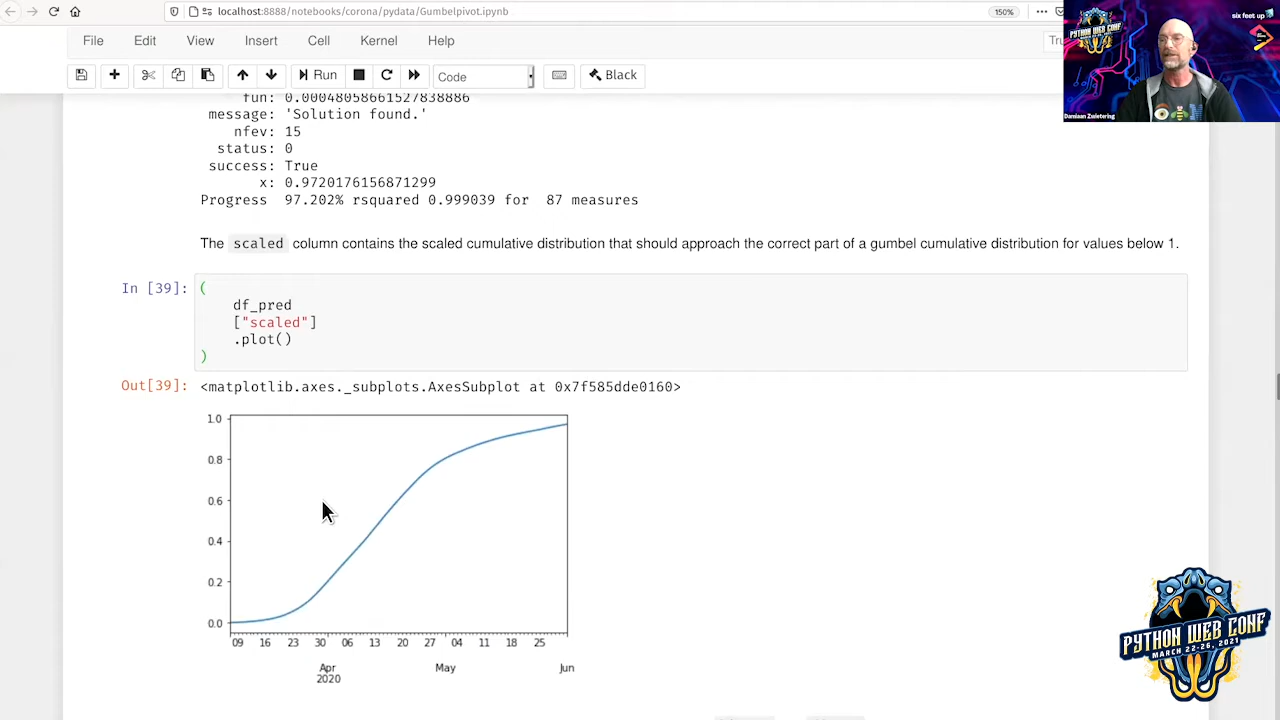 localhost:8888/notebooks/corona/pydata/Gumbelpivot.ipynb
150%
File Edit View Insert Cell Kernel Help
Run
Code
Black
fun: 0.00048058661527838886
message: 'Solution found.'
nfev: 15
status: 0
success: True
x: 0.9720176156871299
Progress 97.202% rsquared 0.999039 for 87 measures
The scaled column contains the scaled cumulative distribution that should approach the correct part of a gumbel cumulative distribution for values below 1.
In [39]:
(
df_pred
["scaled"]
.plot()
)
Out[39]:
<matplotlib.axes._subplots.AxesSubplot at 0x7f585dde0160>
1.0
0.8
0.6
0.4
0.2
0.0
09 16 23 30 06 13 20 27 04 11 18 25
Apr May Jun
2020
six feet up
PYTHON WEB CONF
Damiaan Zwietering
PYTHON WEB CONF
MARCH 22-26, 2021